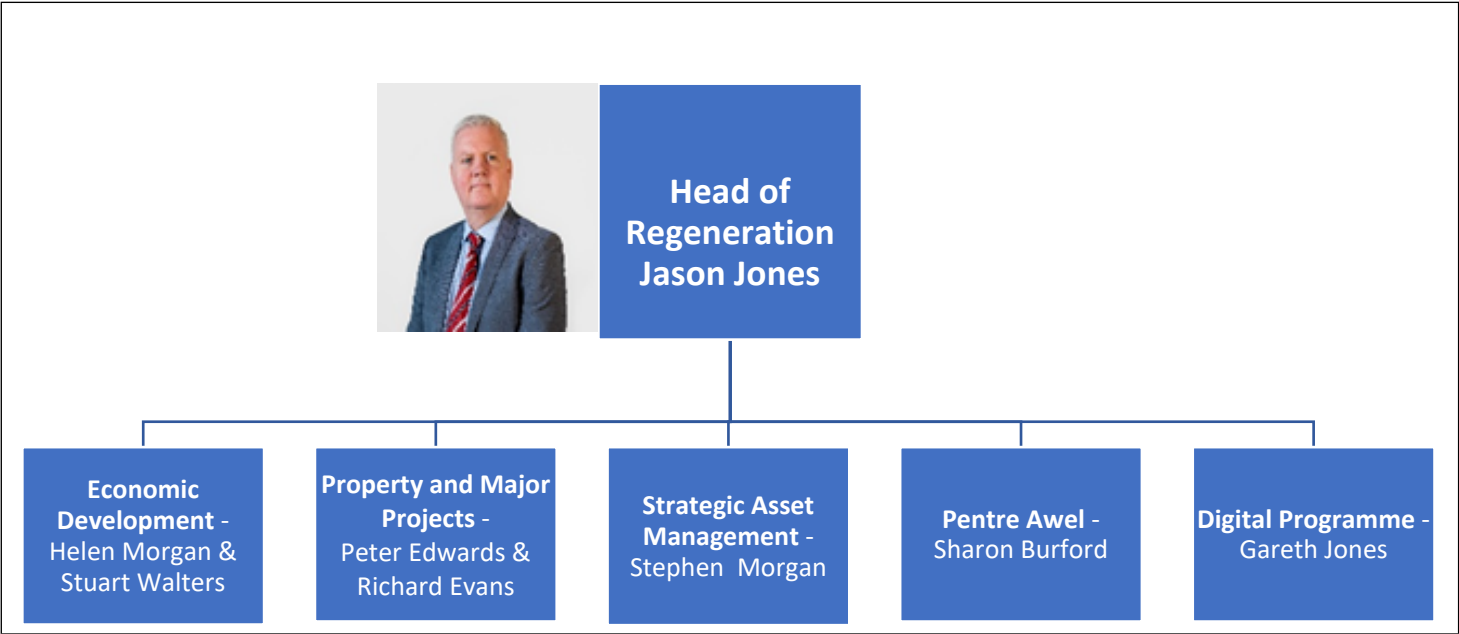 Head of
Regeneration
Jason Jones
Economic
Development -
Helen Morgan &
Stuart Walters
Property and Major
Projects -
Peter Edwards &
Richard Evans
Strategic Asset
Management -
Stephen  Morgan
Pentre Awel -
Sharon Burford
Digital Programme -
Gareth Jones